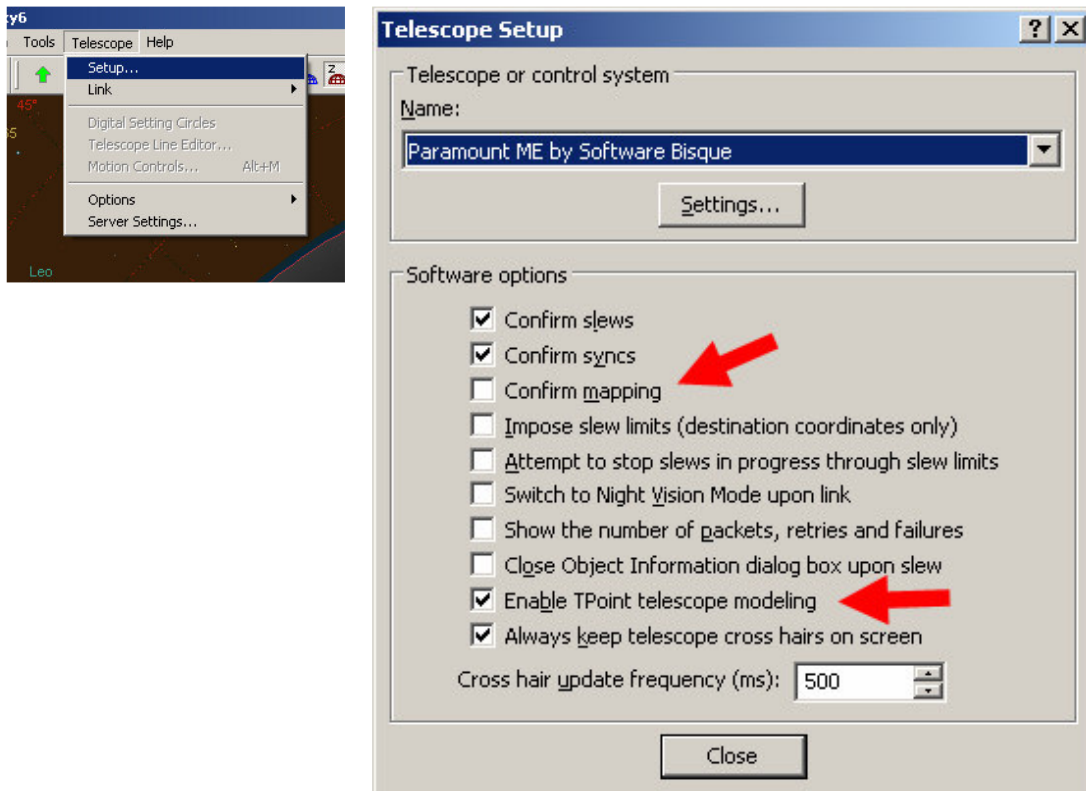 y6
Tools Telescope Help
Setup...
Link
Digital Setting Circles
Telescope Line Editor...
Motion Controls... Alt+M
Options
Server Settings...
Z
45°
Leo
Telescope Setup
Telescope or control system
Name:
Paramount ME by Software Bisque
Settings...
Software options
Confirm slews
Confirm syncs
Confirm mapping
Impose slew limits (destination coordinates only)
Attempt to stop slews in progress through slew limits
Switch to Night Vision Mode upon link
Show the number of packets, retries and failures
Close Object Information dialog box upon slew
Enable TPoint telescope modeling
Always keep telescope cross hairs on screen
Cross hair update frequency (ms): 500
Close